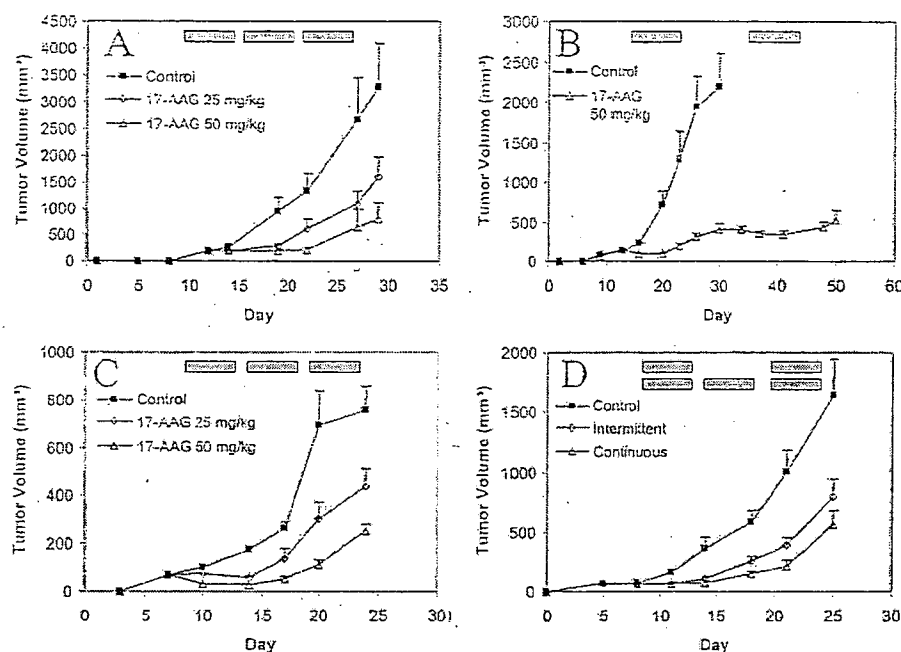 A
Control
17-AAG 25 mg/kg
17-AAG 50 mg/kg
Tumor Volume (mm³)
4500
4000
3500
3000
2500
2000
1500
1000
500
0
0 5 10 15 20 25 30 35
Day
B
Control
17-AAG
50 mg/kg
Tumor Volume (mm³)
3000
2500
2000
1500
1000
500
0
0 10 20 30 40 50 60
Day
C
Control
17-AAG 25 mg/kg
17-AAG 50 mg/kg
Tumor Volume (mm³)
1000
800
600
400
200
0
0 5 10 15 20 25 30
Day
D
Control
Intermittent
Continuous
Tumor Volume (mm³)
2000
1500
1000
500
0
0 5 10 15 20 25 30
Day